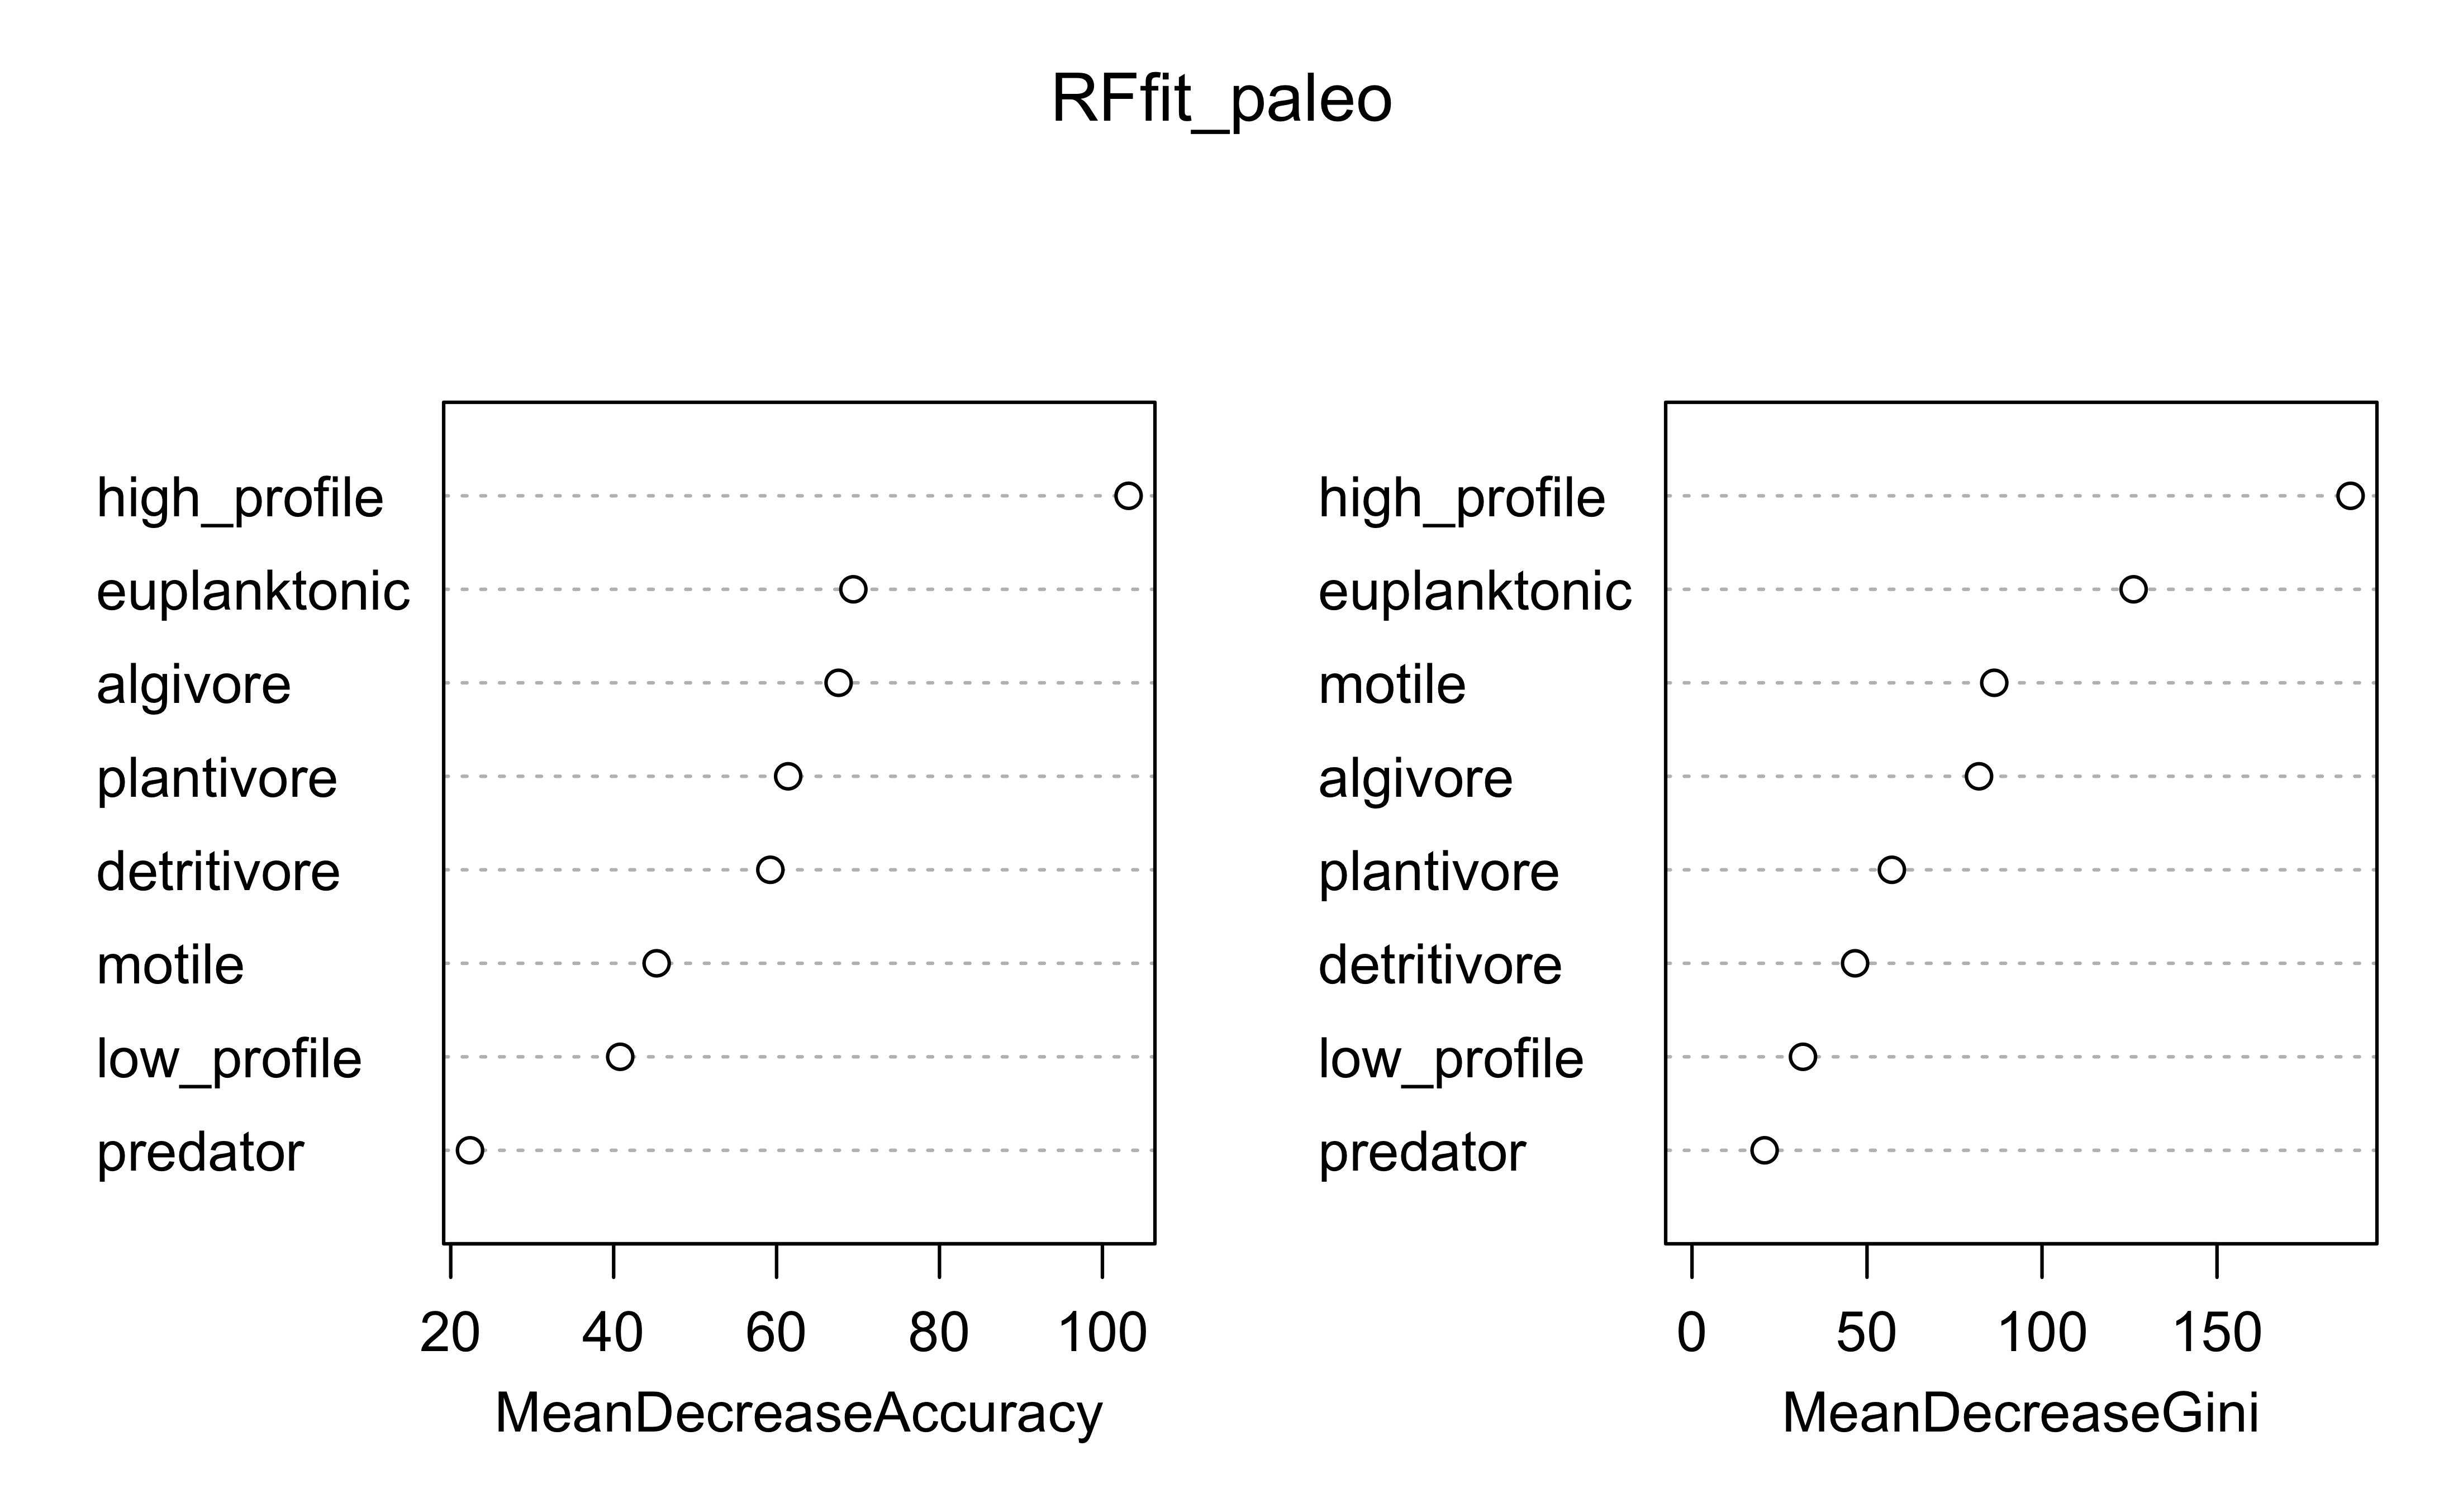 RFfit_paleo
high_profile
euplanktonic
algivore
plantivore
detritivore
motile
low_profile
predator
20 40 60 80 100
MeanDecreaseAccuracy
high_profile
euplanktonic
motile
algivore
plantivore
detritivore
low_profile
predator
0 50 100 150
MeanDecreaseGini